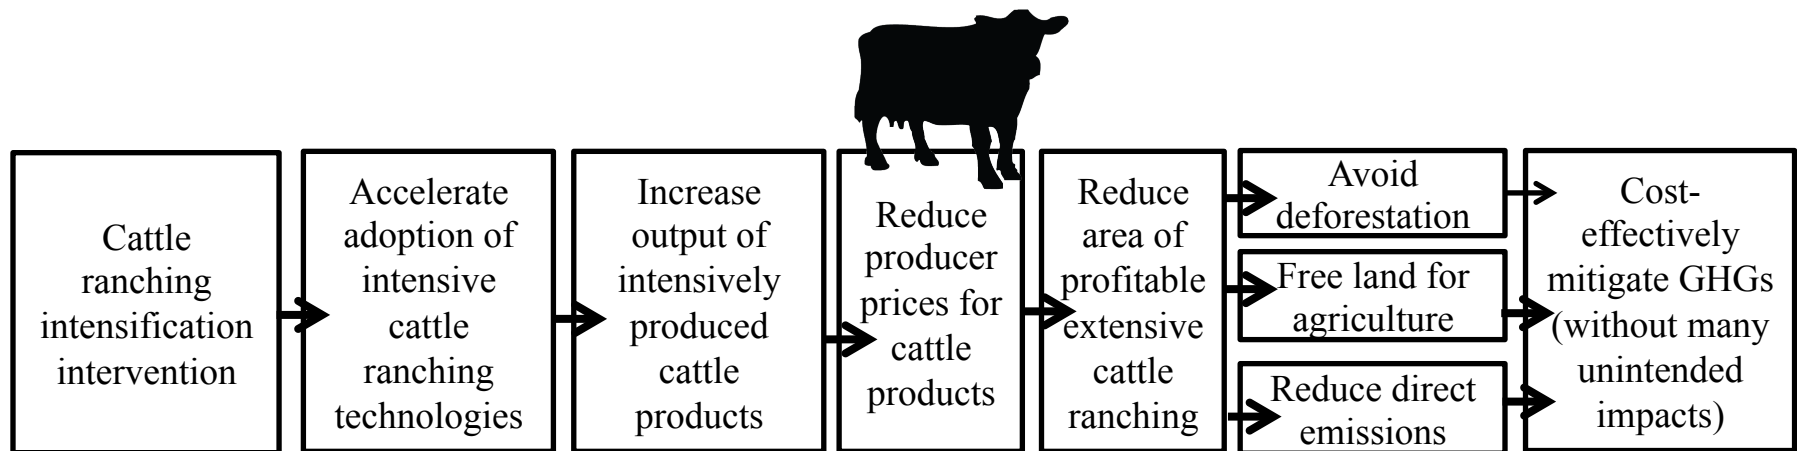 Cattle
ranching
intensification
intervention
Accelerate
adoption of
intensive
cattle
ranching
technologies
Increase
output of
intensively
produced
cattle
products
Reduce
producer
prices for
cattle
products
Reduce
area of
profitable
extensive
cattle
ranching
Avoid
deforestation
Free land for
agriculture
Reduce direct
emissions
Cost-
effectively
mitigate GHGs
(without many
unintended
impacts)